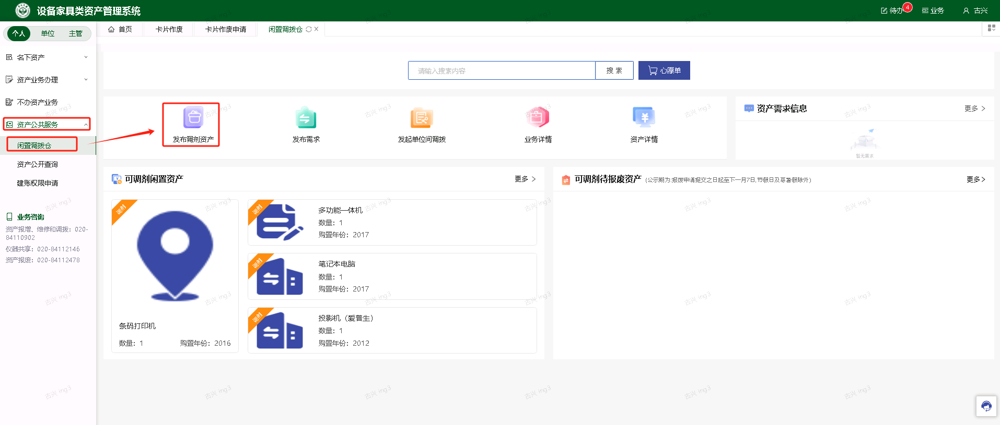 设备家具类资产管理系统
待办 4
业务
古兴
个人 单位 主管
首页
卡片作废
卡片作废申请
闲置调拨仓
名下资产
资产业务办理
不办资产业务
资产公共服务
闲置调拨仓
资产公开查询
建账权限申请
业务咨询
资产报增、维修和调拨：020-
84110902
仪器共享：020-84112146
资产报废：020-84112478
请输入搜索内容
搜 索
心愿单
发布调剂资产
发布需求
发起单位间调拨
业务详情
资产详情
资产需求信息
更多
暂无需求
可调剂闲置资产
更多
调剂
条码打印机
数量：1
购置年份：2016
调剂
多功能一体机
数量：1
购置年份：2017
调剂
笔记本电脑
数量：1
购置年份：2017
调剂
投影机（爱普生）
数量：1
购置年份：2012
可调剂待报废资产 (公示期为:报废申请提交之日起至下一月7日,节假日及寒暑假除外)
更多
古兴 ing3